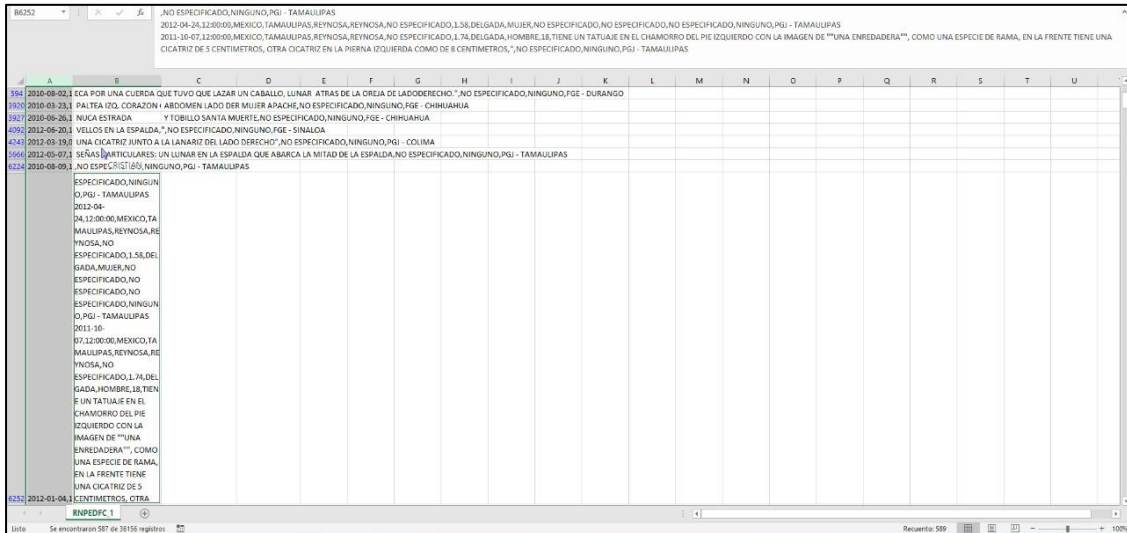 B6252 fx ,NO ESPECIFICADO,NINGUNO,PGJ - TAMAULIPAS
2012-04-24,12:00:00,MEXICO,TAMAULIPAS,REYNOSA,REYNOSA,NO ESPECIFICADO,1.58,DELGADA,MUJER,NO ESPECIFICADO,NO ESPECIFICADO,NO ESPECIFICADO,NINGUNO,PGJ - TAMAULIPAS
2011-10-07,12:00:00,MEXICO,TAMAULIPAS,REYNOSA,REYNOSA,NO ESPECIFICADO,1.74,DELGADA,HOMBRE,18,TIENE UN TATUAJE EN EL CHAMORRO DEL PIE IZQUIERDO CON LA IMAGEN DE ""UNA ENREDADERA"", COMO UNA ESPECIE DE RAMA, EN LA FRENTE TIENE UNA
CICATRIZ DE 5 CENTIMETROS, OTRA CICATRIZ EN LA PIERNA IZQUIERDA COMO DE 8 CENTIMETROS,",NO ESPECIFICADO,NINGUNO,PGJ - TAMAULIPAS
A B C D E F G H I J K L M N O P Q R S T U
594 2010-08-02,1 ECA POR UNA CUERDA QUE TUVO QUE LAZAR UN CABALLO, LUNAR ATRAS DE LA OREJA DE LADODERECHO.",NO ESPECIFICADO,NINGUNO,FGE - DURANGO
3920 2010-03-23,1 PALTEA IZQ. CORAZON ABDOMEN LADO DER MUJER APACHE,NO ESPECIFICADO,NINGUNO,FGE - CHIHUAHUA
3927 2010-06-26,1 NUCA ESTRADA Y TOBILLO SANTA MUERTE,NO ESPECIFICADO,NINGUNO,FGE - CHIHUAHUA
4092 2012-06-20,1 VELLOS EN LA ESPALDA,",NO ESPECIFICADO,NINGUNO,FGE - SINALOA
4243 2012-03-19,0 UNA CICATRIZ JUNTO A LA LANARIZ DEL LADO DERECHO",NO ESPECIFICADO,NINGUNO,PGJ - COLIMA
5666 2012-05-07,1 SEÑAS PARTICULARES: UN LUNAR EN LA ESPALDA QUE ABARCA LA MITAD DE LA ESPALDA,NO ESPECIFICADO,NINGUNO,PGJ - TAMAULIPAS
6224 2010-08-09,1 ,NO ESPECRISTIAN,NINGUNO,PGJ - TAMAULIPAS
ESPECIFICADO,NINGUN
O,PGJ - TAMAULIPAS
2012-04-
24,12:00:00,MEXICO,TA
MAULIPAS,REYNOSA,RE
YNOSA,NO
ESPECIFICADO,1.58,DEL
GADA,MUJER,NO
ESPECIFICADO,NO
ESPECIFICADO,NO
ESPECIFICADO,NINGUN
O,PGJ - TAMAULIPAS
2011-10-
07,12:00:00,MEXICO,TA
MAULIPAS,REYNOSA,RE
YNOSA,NO
ESPECIFICADO,1.74,DEL
GADA,HOMBRE,18,TIEN
E UN TATUAJE EN EL
CHAMORRO DEL PIE
IZQUIERDO CON LA
IMAGEN DE ""UNA
ENREDADERA"", COMO
UNA ESPECIE DE RAMA,
EN LA FRENTE TIENE
UNA CICATRIZ DE 5
6252 2012-01-04,1 CENTIMETROS, OTRA
RNPEDFC_1
Listo Se encontraron 587 de 36156 registros Recuento: 589 100%